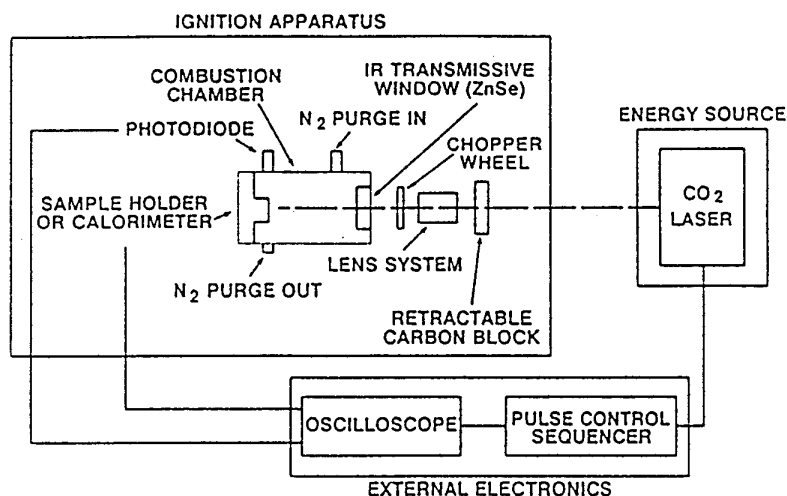 IGNITION APPARATUS
COMBUSTION
CHAMBER
IR TRANSMISSIVE
WINDOW (ZnSe)
PHOTODIODE
N2 PURGE IN
CHOPPER
WHEEL
ENERGY SOURCE
CO2
LASER
SAMPLE HOLDER
OR CALORIMETER
LENS SYSTEM
N2 PURGE OUT
RETRACTABLE
CARBON BLOCK
OSCILLOSCOPE
PULSE CONTROL
SEQUENCER
EXTERNAL ELECTRONICS